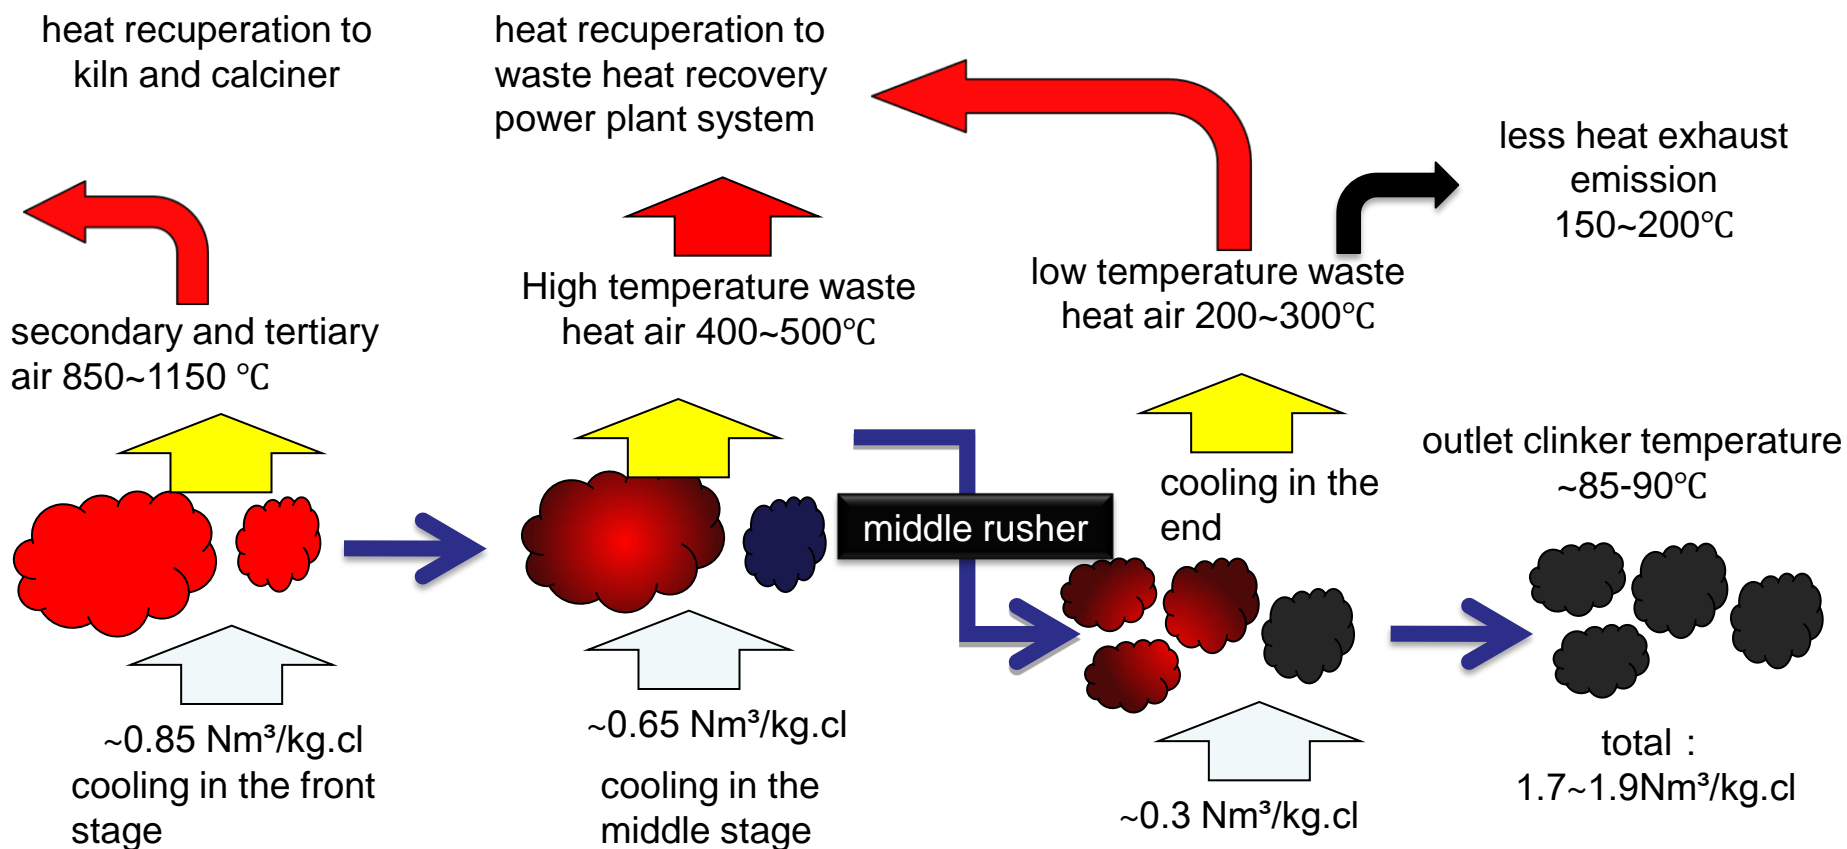 heat recuperation to
kiln and calciner
heat recuperation to
waste heat recovery
power plant system
less heat exhaust
emission
150~200℃
secondary and tertiary
air 850~1150 ℃
High temperature waste
heat air 400~500℃
low temperature waste
heat air 200~300℃
outlet clinker temperature
~85-90℃
cooling in the
end
middle rusher
~0.85 Nm³/kg.cl
cooling in the front
stage
~0.65 Nm³/kg.cl
cooling in the
middle stage
~0.3 Nm³/kg.cl
total：
1.7~1.9Nm³/kg.cl